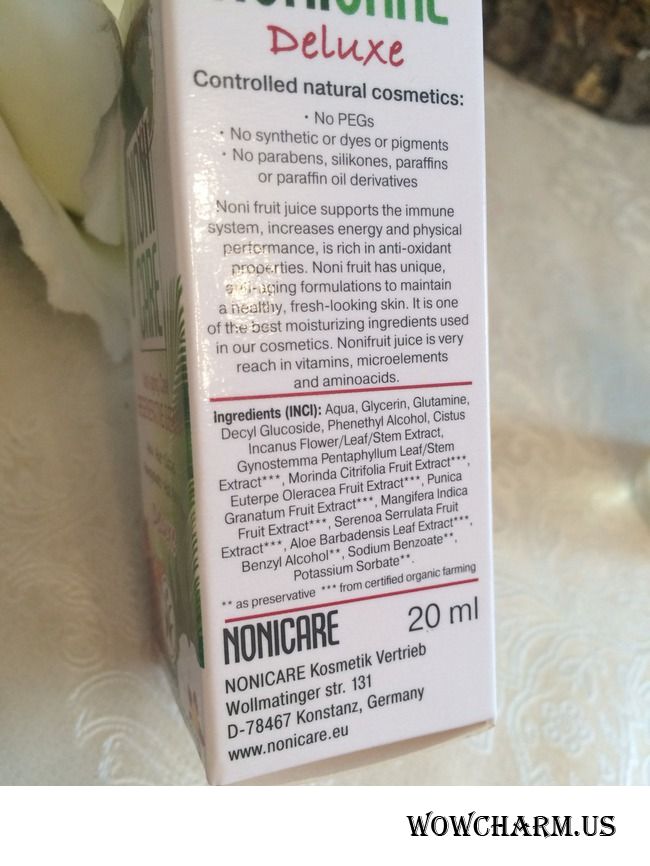 NONICARE
Deluxe
Controlled natural cosmetics:
• No PEGs
• No synthetic or dyes or pigments
• No parabens, silikones, paraffins
or paraffin oil derivatives
Noni fruit juice supports the immune
system, increases energy and physical
performance, is rich in anti-oxidant
properties. Noni fruit has unique,
anti-aging formulations to maintain
a healthy, fresh-looking skin. It is one
of the best moisturizing ingredients used
in our cosmetics. Nonifruit juice is very
reach in vitamins, microelements
and aminoacids.
Ingredients (INCI): Aqua, Glycerin, Glutamine,
Decyl Glucoside, Phenethyl Alcohol, Cistus
Incanus Flower/Leaf/Stem Extract,
Gynostemma Pentaphyllum Leaf/Stem
Extract***, Morinda Citrifolia Fruit Extract***,
Euterpe Oleracea Fruit Extract***, Punica
Granatum Fruit Extract***, Mangifera Indica
Fruit Extract***, Serenoa Serrulata Fruit
Extract***, Aloe Barbadensis Leaf Extract***,
Benzyl Alcohol**, Sodium Benzoate**,
Potassium Sorbate**.
** as preservative *** from certified organic farming
NONICARE 20 ml
NONICARE Kosmetik Vertrieb
Wollmatinger str. 131
D-78467 Konstanz, Germany
www.nonicare.eu
WOWCHARM.US